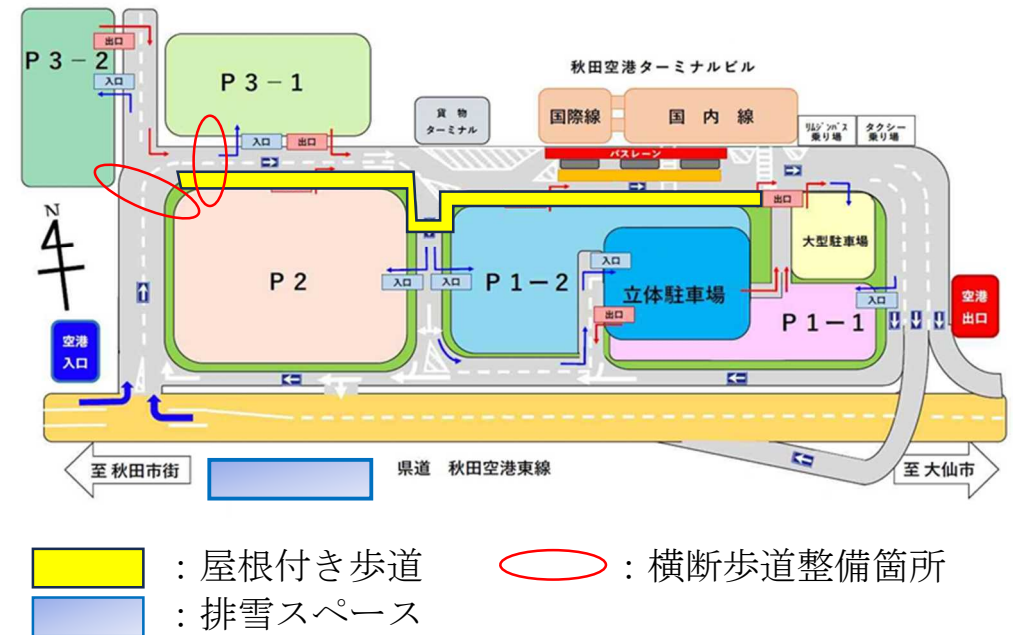 P3-2
出口
入口
P3-1
入口
出口
貨物
ターミナル
秋田空港ターミナルビル
国際線
国内線
バスレーン
ﾘﾑｼﾞﾝﾊﾞｽ
乗り場
タクシー
乗り場
N
P2
入口
入口
P1-2
入口
立体駐車場
出口
出口
大型駐車場
入口
P1-1
空港
入口
空港
出口
至 秋田市街
県道 秋田空港東線
至 大仙市
:屋根付き歩道
:横断歩道整備箇所
:排雪スペース